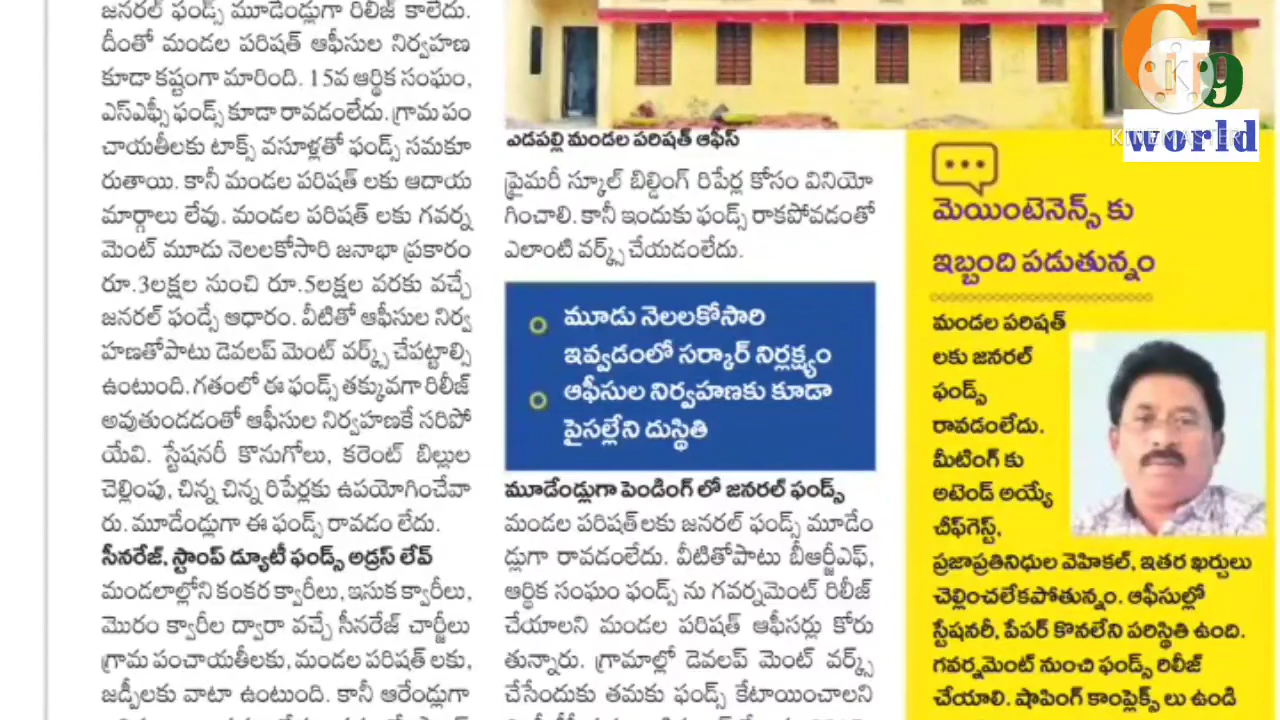 జనరల్ ఫండ్స్ మూడేండ్లుగా రిలీజ్ కాలేదు.
దీంతో మండల పరిషత్ ఆఫీసుల నిర్వహణ
కూడా కష్టంగా మారింది. 15వ ఆర్థిక సంఘం,
ఎస్ఎఫ్సీ ఫండ్స్ కూడా రావడంలేదు. గ్రామ పం
చాయతీలకు టాక్స్ వసూళ్లతో ఫండ్స్ సమకూ
రుతాయి. కానీ మండల పరిషత్ లకు ఆదాయ
మార్గాలు లేవు. మండల పరిషత్ లకు గవర్న
మెంట్ మూడు నెలలకోసారి జనాభా ప్రకారం
రూ.3లక్షల నుంచి రూ.5లక్షల వరకు వచ్చే
జనరల్ ఫండ్సే ఆధారం. వీటితో ఆఫీసుల నిర్వ
హణతోపాటు డెవలప్ మెంట్ వర్క్స్ చేపట్టాల్సి
ఉంటుంది. గతంలో ఈ ఫండ్స్ తక్కువగా రిలీజ్
అవుతుండడంతో ఆఫీసుల నిర్వహణకే సరిపో
యేవి. స్టేషనరీ కొనుగోలు, కరెంట్ బిల్లుల
చెల్లింపు, చిన్న చిన్న రిపేర్లకు ఉపయోగించేవా
రు. మూడేండ్లుగా ఈ ఫండ్స్ రావడం లేదు.
సీనరేజ్, స్టాంప్ డ్యూటీ ఫండ్స్ అడ్రస్ లేవ్
మండలాల్లోని కంకర క్వారీలు, ఇసుక క్వారీలు,
మొరం క్వారీల ద్వారా వచ్చే సీనరేజ్ చార్జీలు
గ్రామ పంచాయతీలకు, మండల పరిషత్ లకు,
జడ్పీలకు వాటా ఉంటుంది. కానీ ఆరేండ్లుగా
ఎడపల్లి మండల పరిషత్ ఆఫీస్
ప్రైమరీ స్కూల్ బిల్డింగ్ రిపేర్ల కోసం వినియో
గించాలి. కానీ ఇందుకు ఫండ్స్ రాకపోవడంతో
ఎలాంటి వర్క్స్ చేయడంలేదు.
మూడు నెలలకోసారి
ఇవ్వడంలో సర్కార్ నిర్లక్ష్యం
ఆఫీసుల నిర్వహణకు కూడా
పైసల్లేని దుస్థితి
మూడేండ్లుగా పెండింగ్ లో జనరల్ ఫండ్స్
మండల పరిషత్‌లకు జనరల్ ఫండ్స్ మూడేం
డ్లుగా రావడంలేదు. వీటితోపాటు బీఆర్జీఎఫ్,
ఆర్థిక సంఘం ఫండ్స్ ను గవర్నమెంట్ రిలీజ్
చేయాలని మండల పరిషత్ ఆఫీసర్లు కోరు
తున్నారు. గ్రామాల్లో డెవలప్ మెంట్ వర్క్స్
చేసేందుకు తమకు ఫండ్స్ కేటాయించాలని
G
K
9
KINEMASTER
world
మెయింటెనెన్స్ కు
ఇబ్బంది పడుతున్నం
మండల పరిషత్
లకు జనరల్
ఫండ్స్
రావడంలేదు.
మీటింగ్ కు
అటెండ్ అయ్యే
చీఫ్‌గెస్ట్,
ప్రజాప్రతినిధుల వెహికల్, ఇతర ఖర్చులు
చెల్లించలేకపోతున్నం. ఆఫీసుల్లో
స్టేషనరీ, పేపర్ కొనలేని పరిస్థితి ఉంది.
గవర్నమెంట్ నుంచి ఫండ్స్ రిలీజ్
చేయాలి. షాపింగ్ కాంప్లెక్స్ లు ఉండి